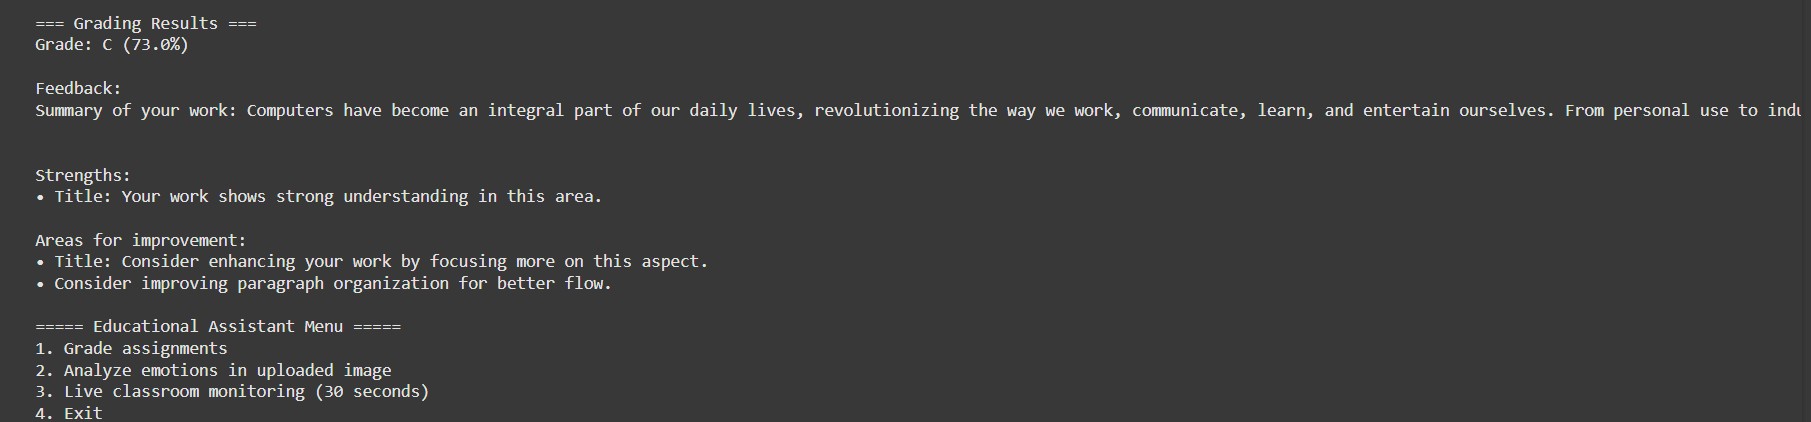 === Grading Results ===
Grade: C (73.0%)
Feedback:
Summary of your work: Computers have become an integral part of our daily lives, revolutionizing the way we work, communicate, learn, and entertain ourselves. From personal use to indu
Strengths:
• Title: Your work shows strong understanding in this area.
Areas for improvement:
• Title: Consider enhancing your work by focusing more on this aspect.
• Consider improving paragraph organization for better flow.
===== Educational Assistant Menu =====
1. Grade assignments
2. Analyze emotions in uploaded image
3. Live classroom monitoring (30 seconds)
4. Exit